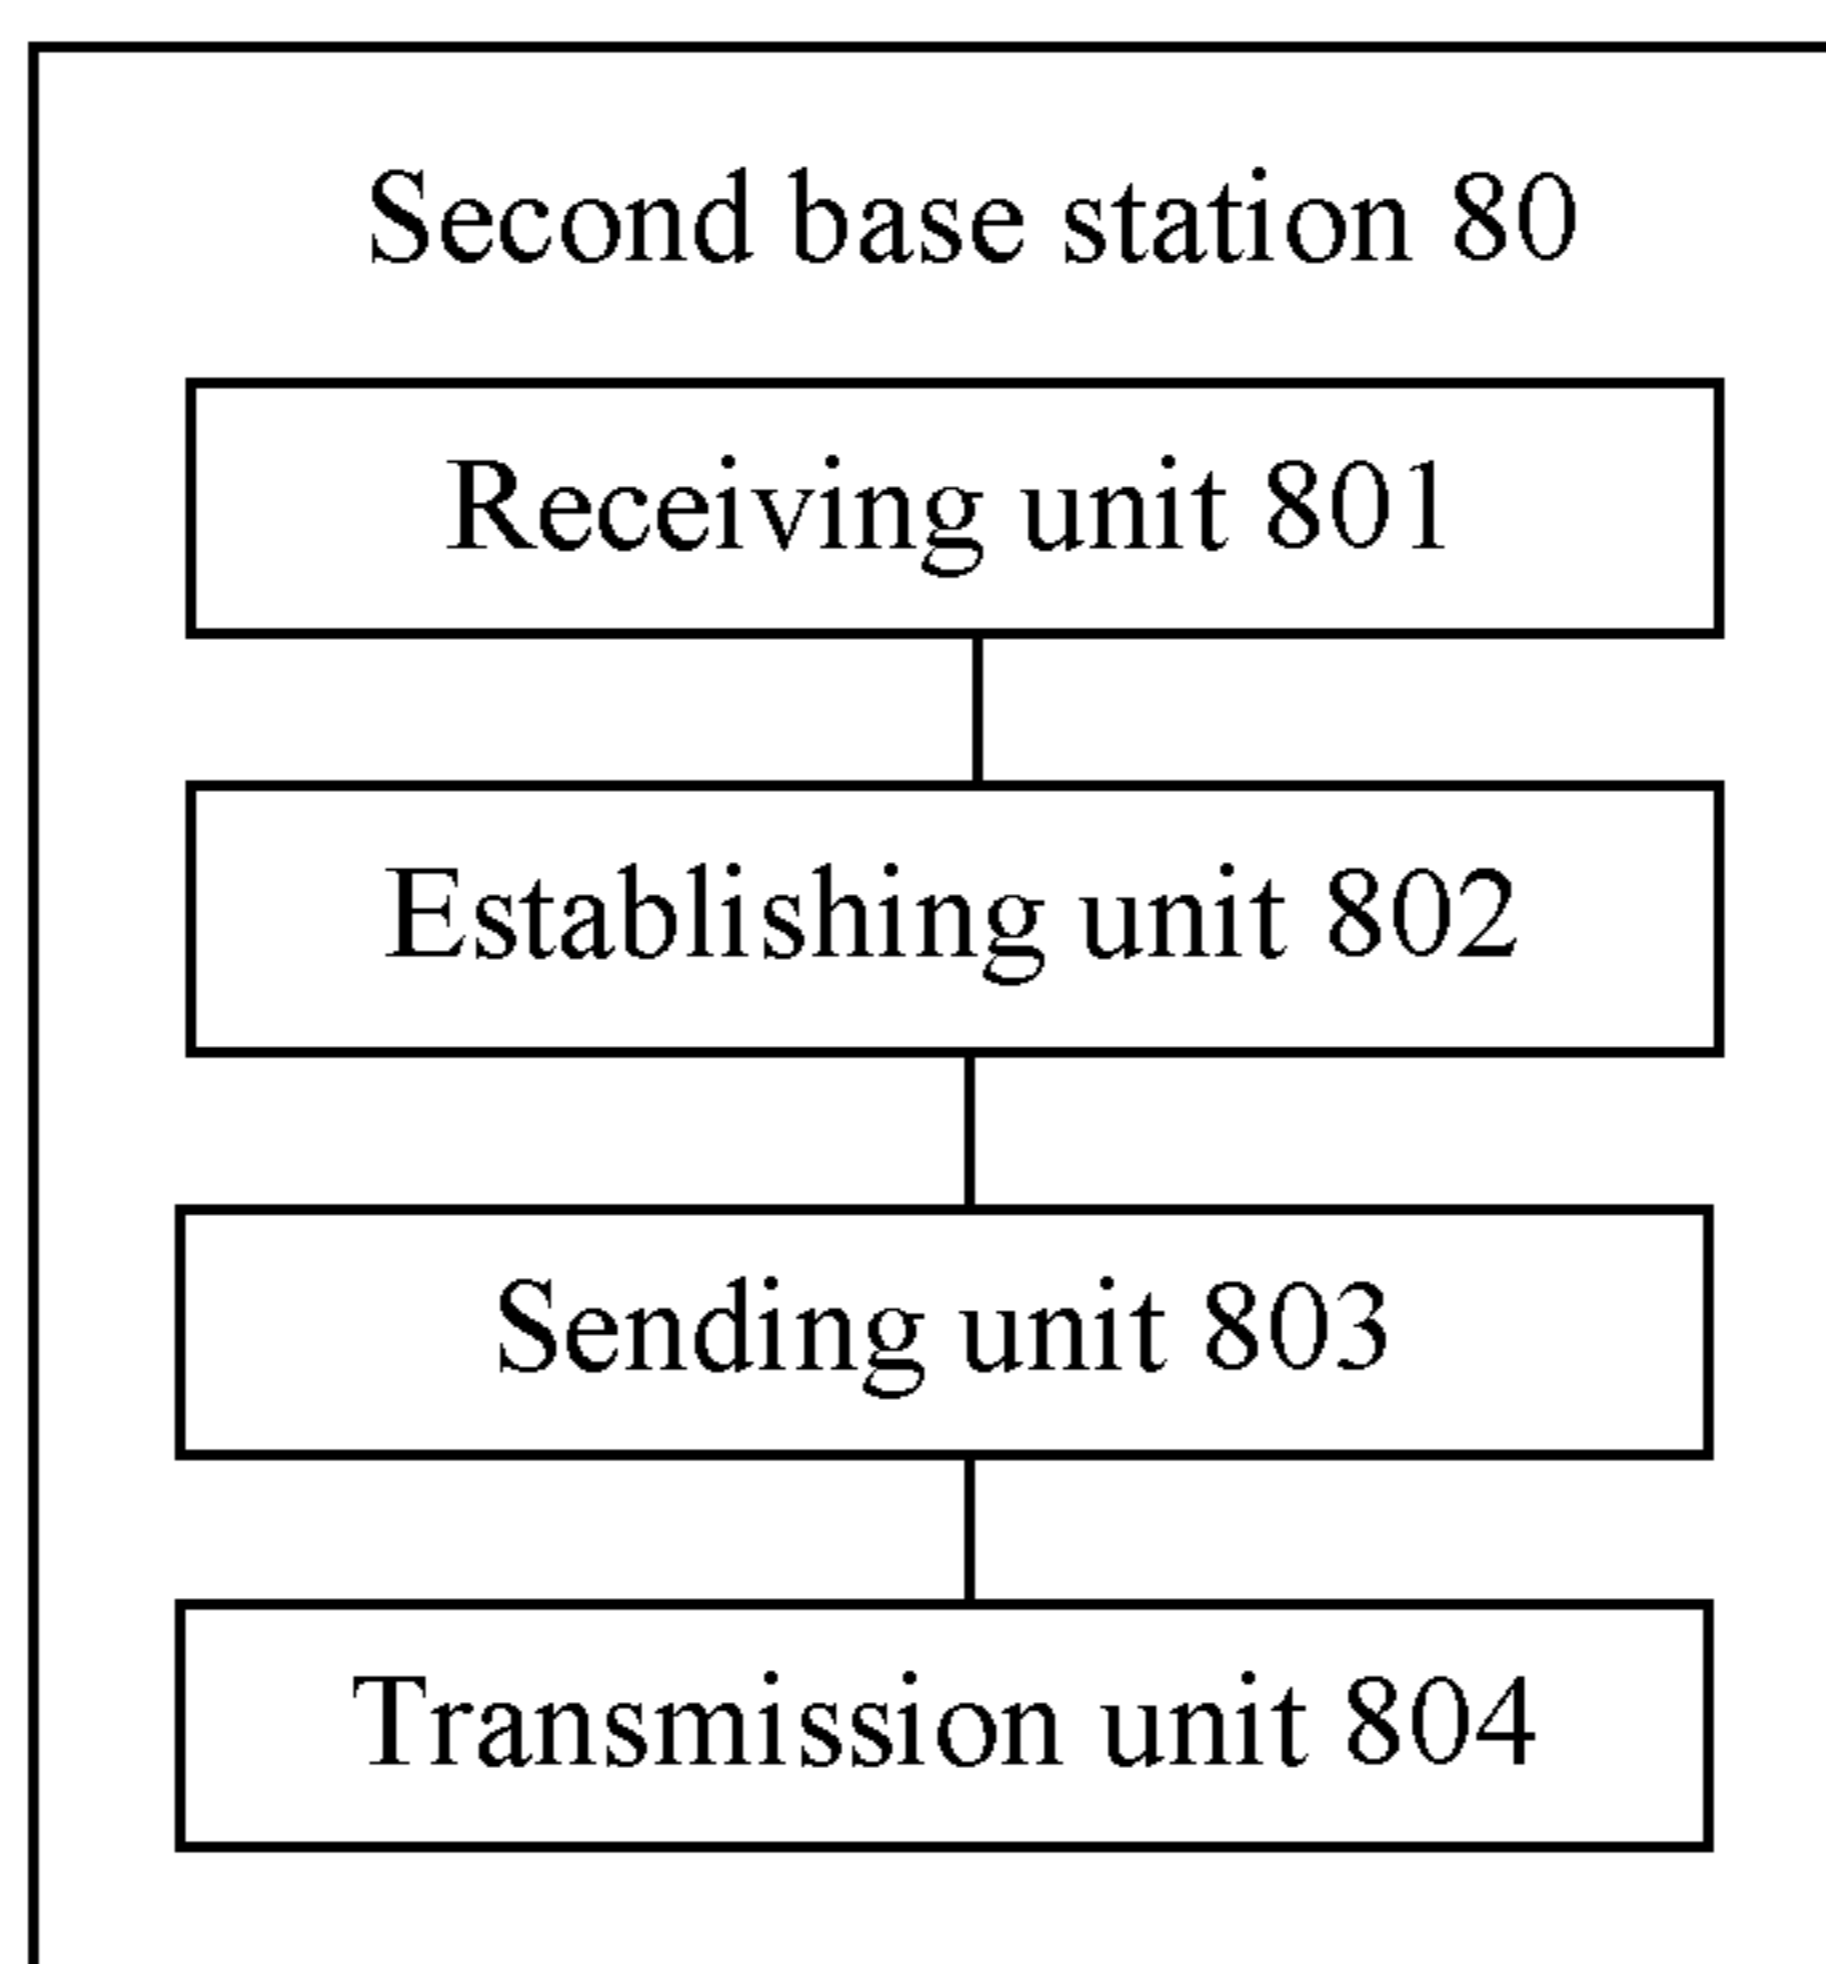 Second base station 80
Receiving unit 801
Establishing unit 802
Sending unit 803
Transmission unit 804